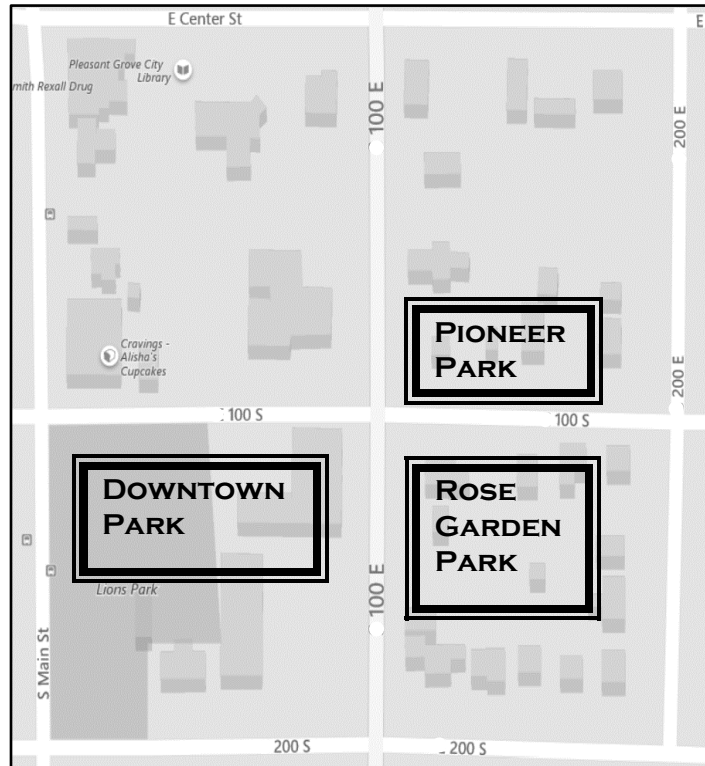 E Center St
E
Pleasant Grove City
Library
mith Rexall Drug
100 E
200 E
Cravings -
Alisha's
Cupcakes
PIONEER
PARK
200 E
100 S
100 S
DOWNTOWN
PARK
ROSE
GARDEN
PARK
Lions Park
100 E
S Main St
200 S
200 S